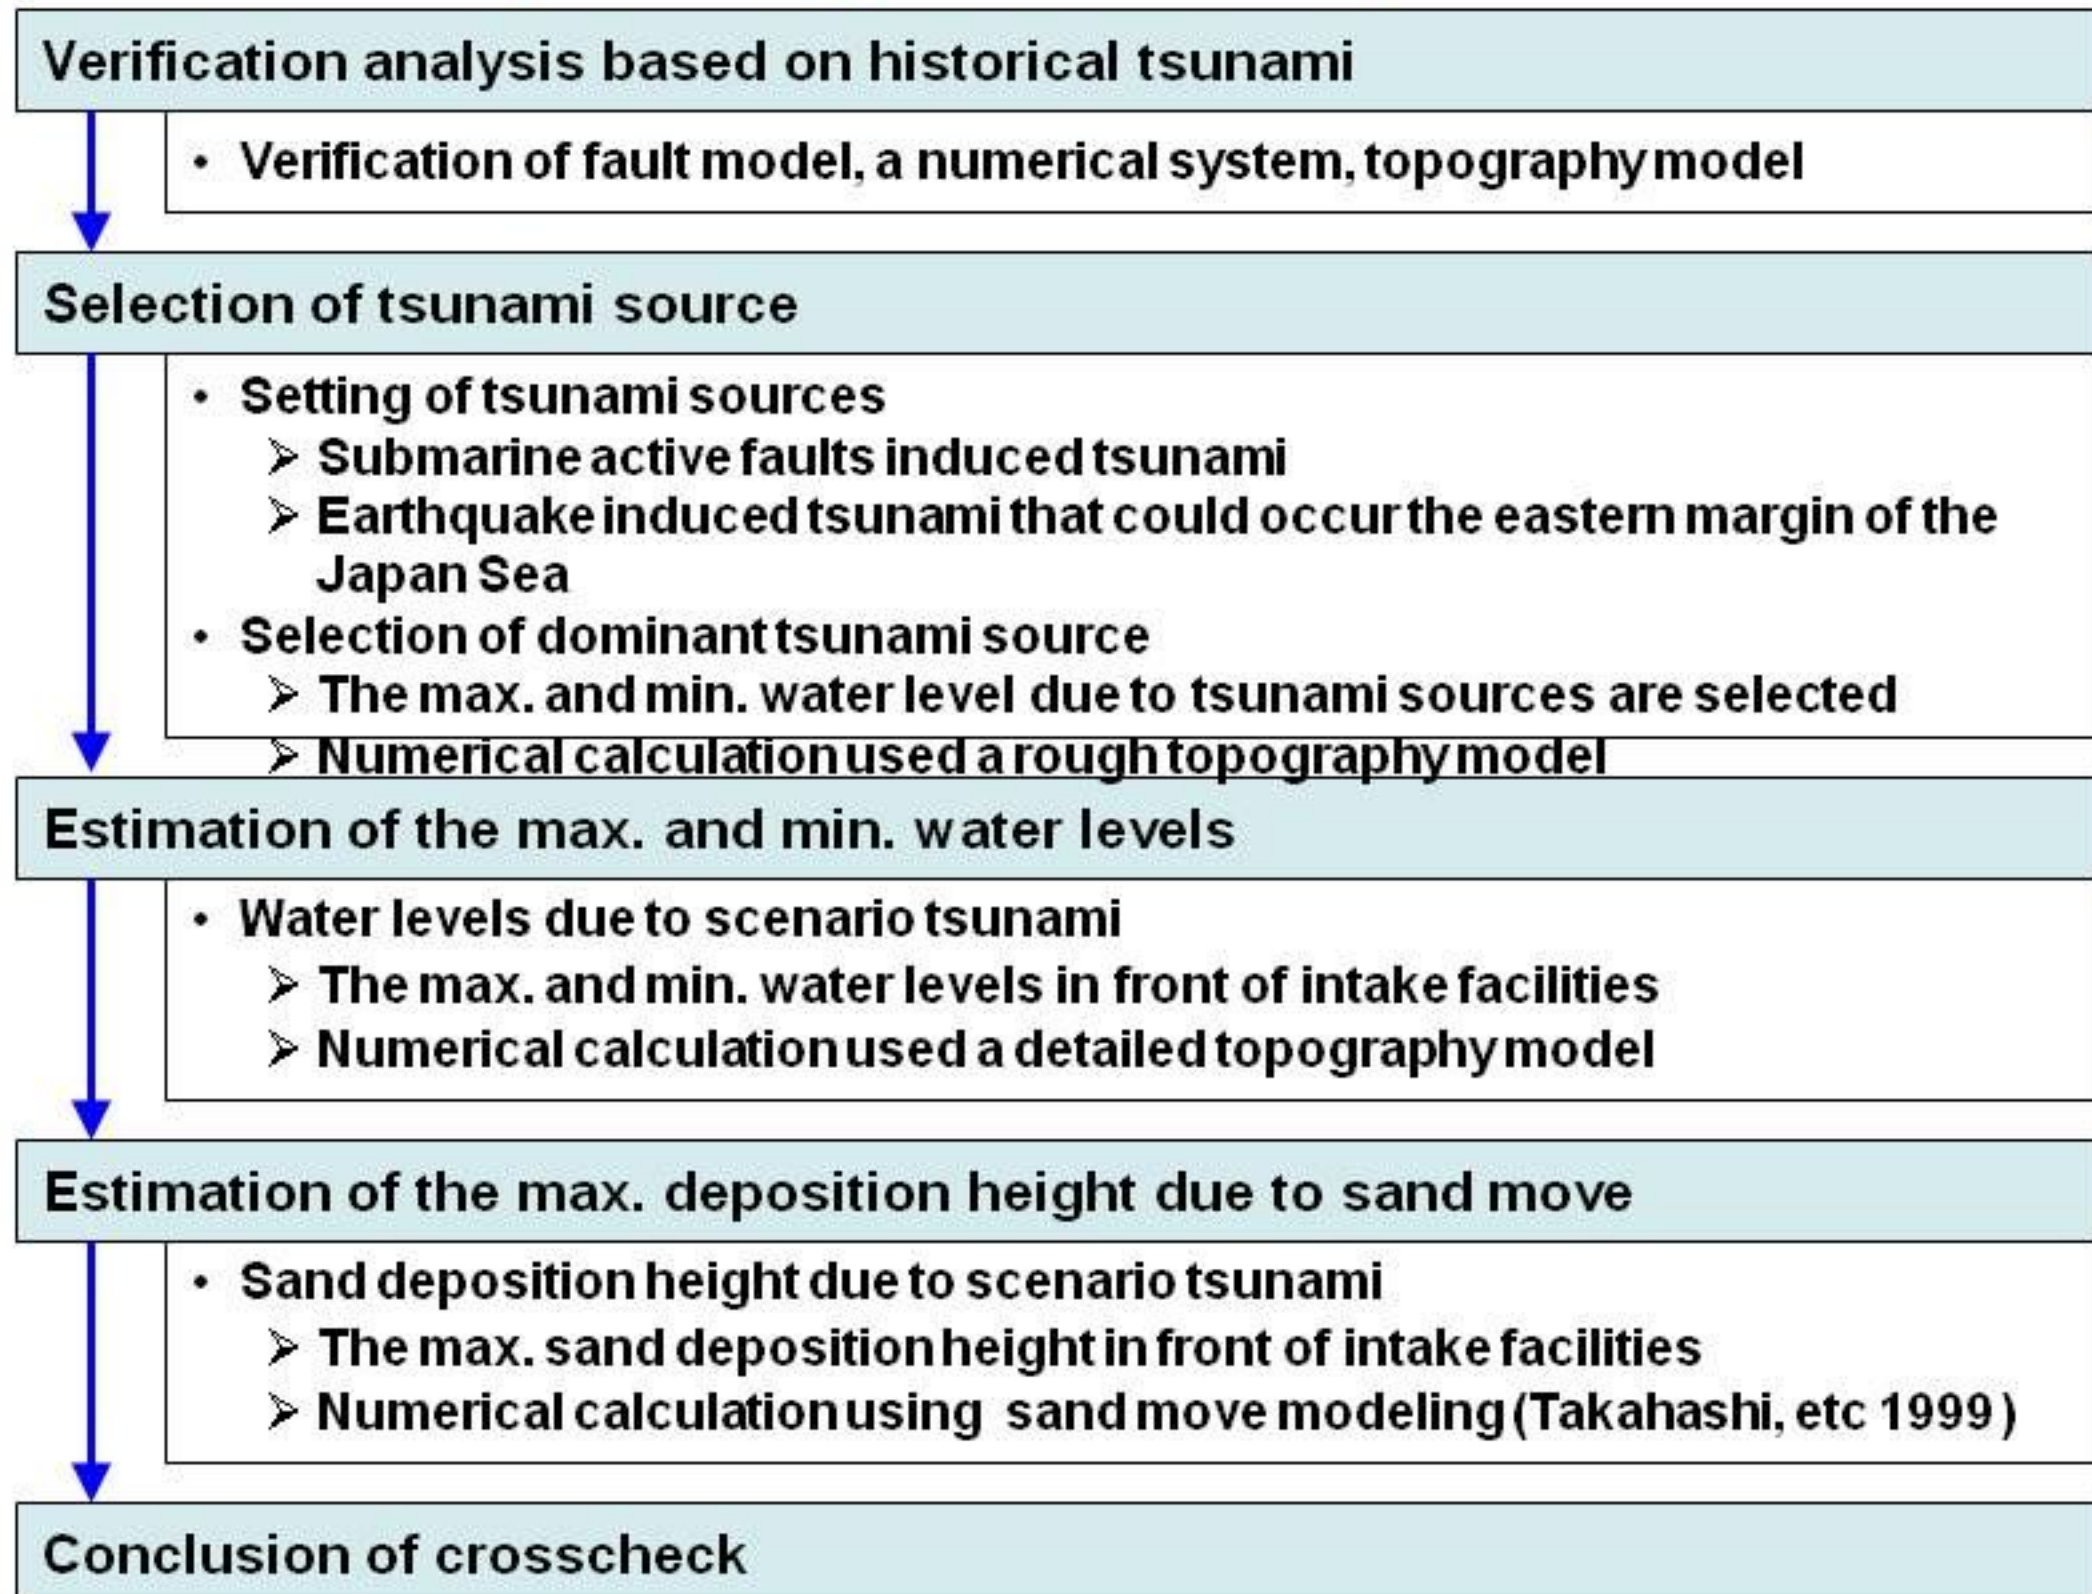 Verification analysis based on historical tsunami
• Verification of fault model, a numerical system, topography model
Selection of tsunami source
• Setting of tsunami sources
➢ Submarine active faults induced tsunami
➢ Earthquake induced tsunami that could occur the eastern margin of the
Japan Sea
• Selection of dominant tsunami source
➢ The max. and min. water level due to tsunami sources are selected
➢ Numerical calculation used a rough topography model
Estimation of the max. and min. water levels
• Water levels due to scenario tsunami
➢ The max. and min. water levels in front of intake facilities
➢ Numerical calculation used a detailed topography model
Estimation of the max. deposition height due to sand move
• Sand deposition height due to scenario tsunami
➢ The max. sand deposition height in front of intake facilities
➢ Numerical calculation using sand move modeling (Takahashi, etc 1999)
Conclusion of crosscheck